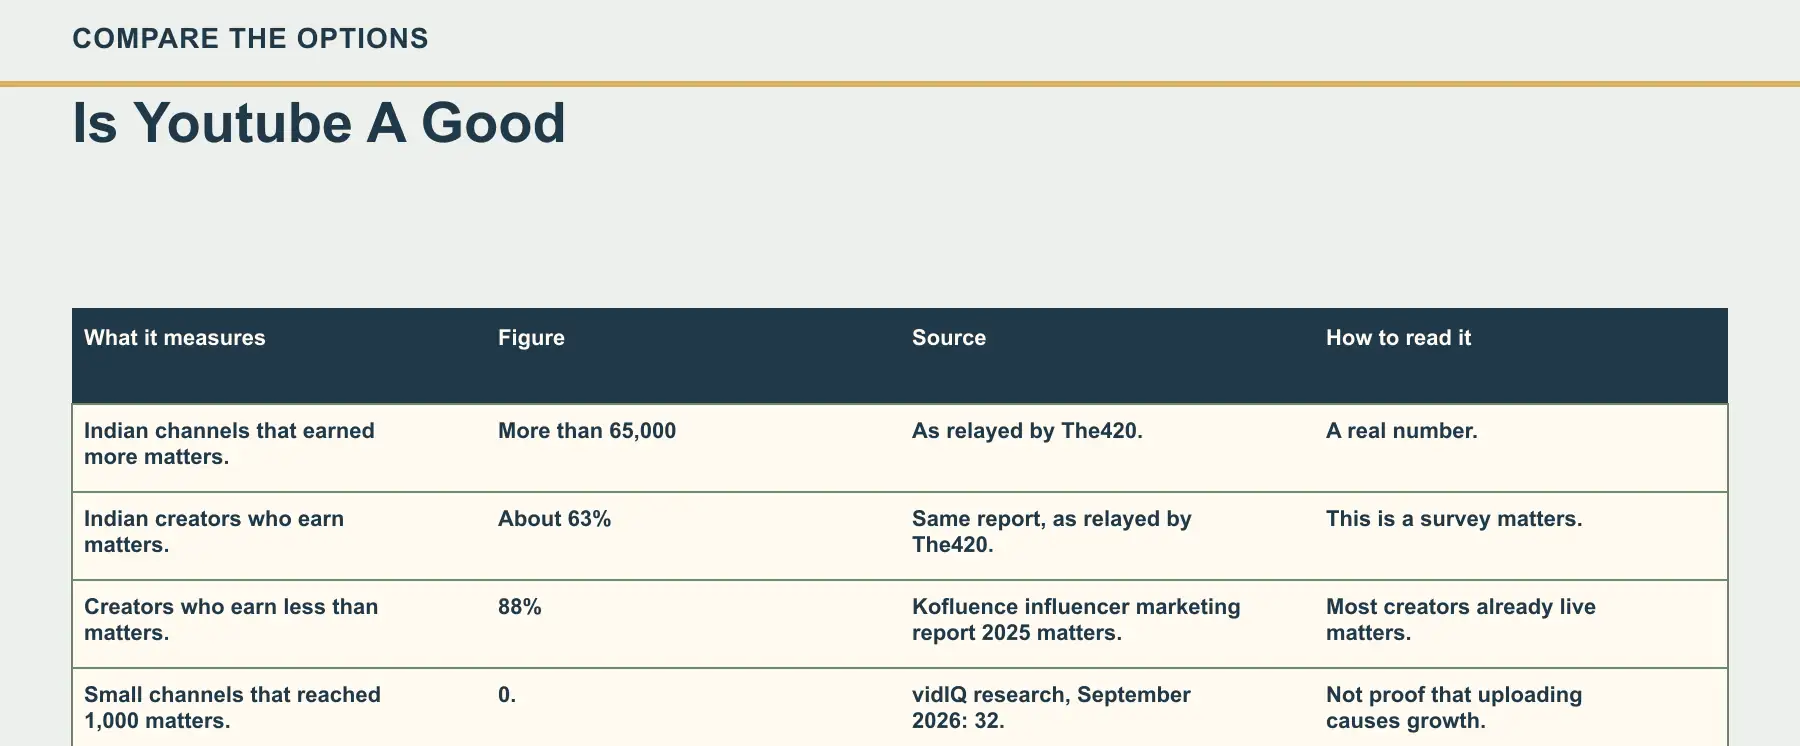 COMPARE THE OPTIONS
Is Youtube A Good
What it measures Figure Source How to read it
Indian channels that earned more matters. More than 65,000 As relayed by The420. A real number.
Indian creators who earn matters. About 63% Same report, as relayed by The420. This is a survey matters.
Creators who earn less than matters. 88% Kofluence influencer marketing report 2025 matters. Most creators already live matters.
Small channels that reached 1,000 matters. 0. vidIQ research, September 2026: 32. Not proof that uploading causes growth.